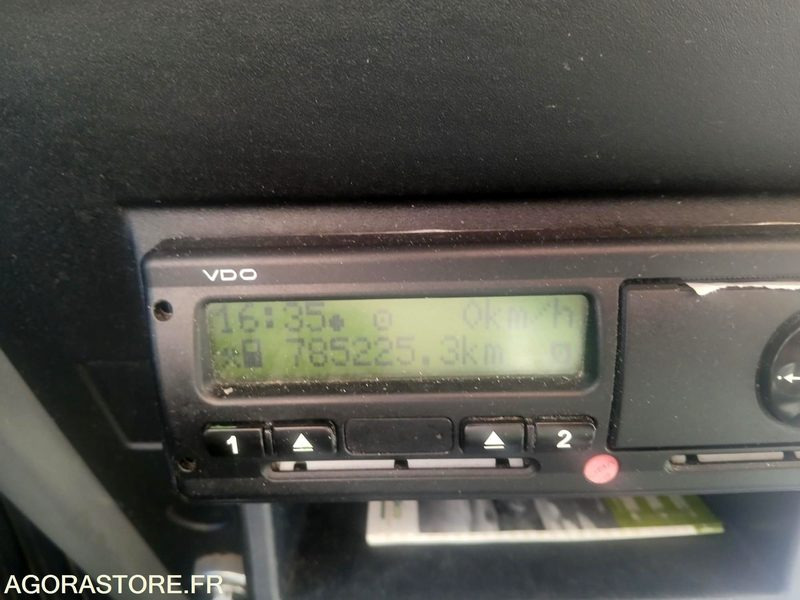 VDO
16:35 0km/h
785225.3km
1 2
AGORASTORE.FR